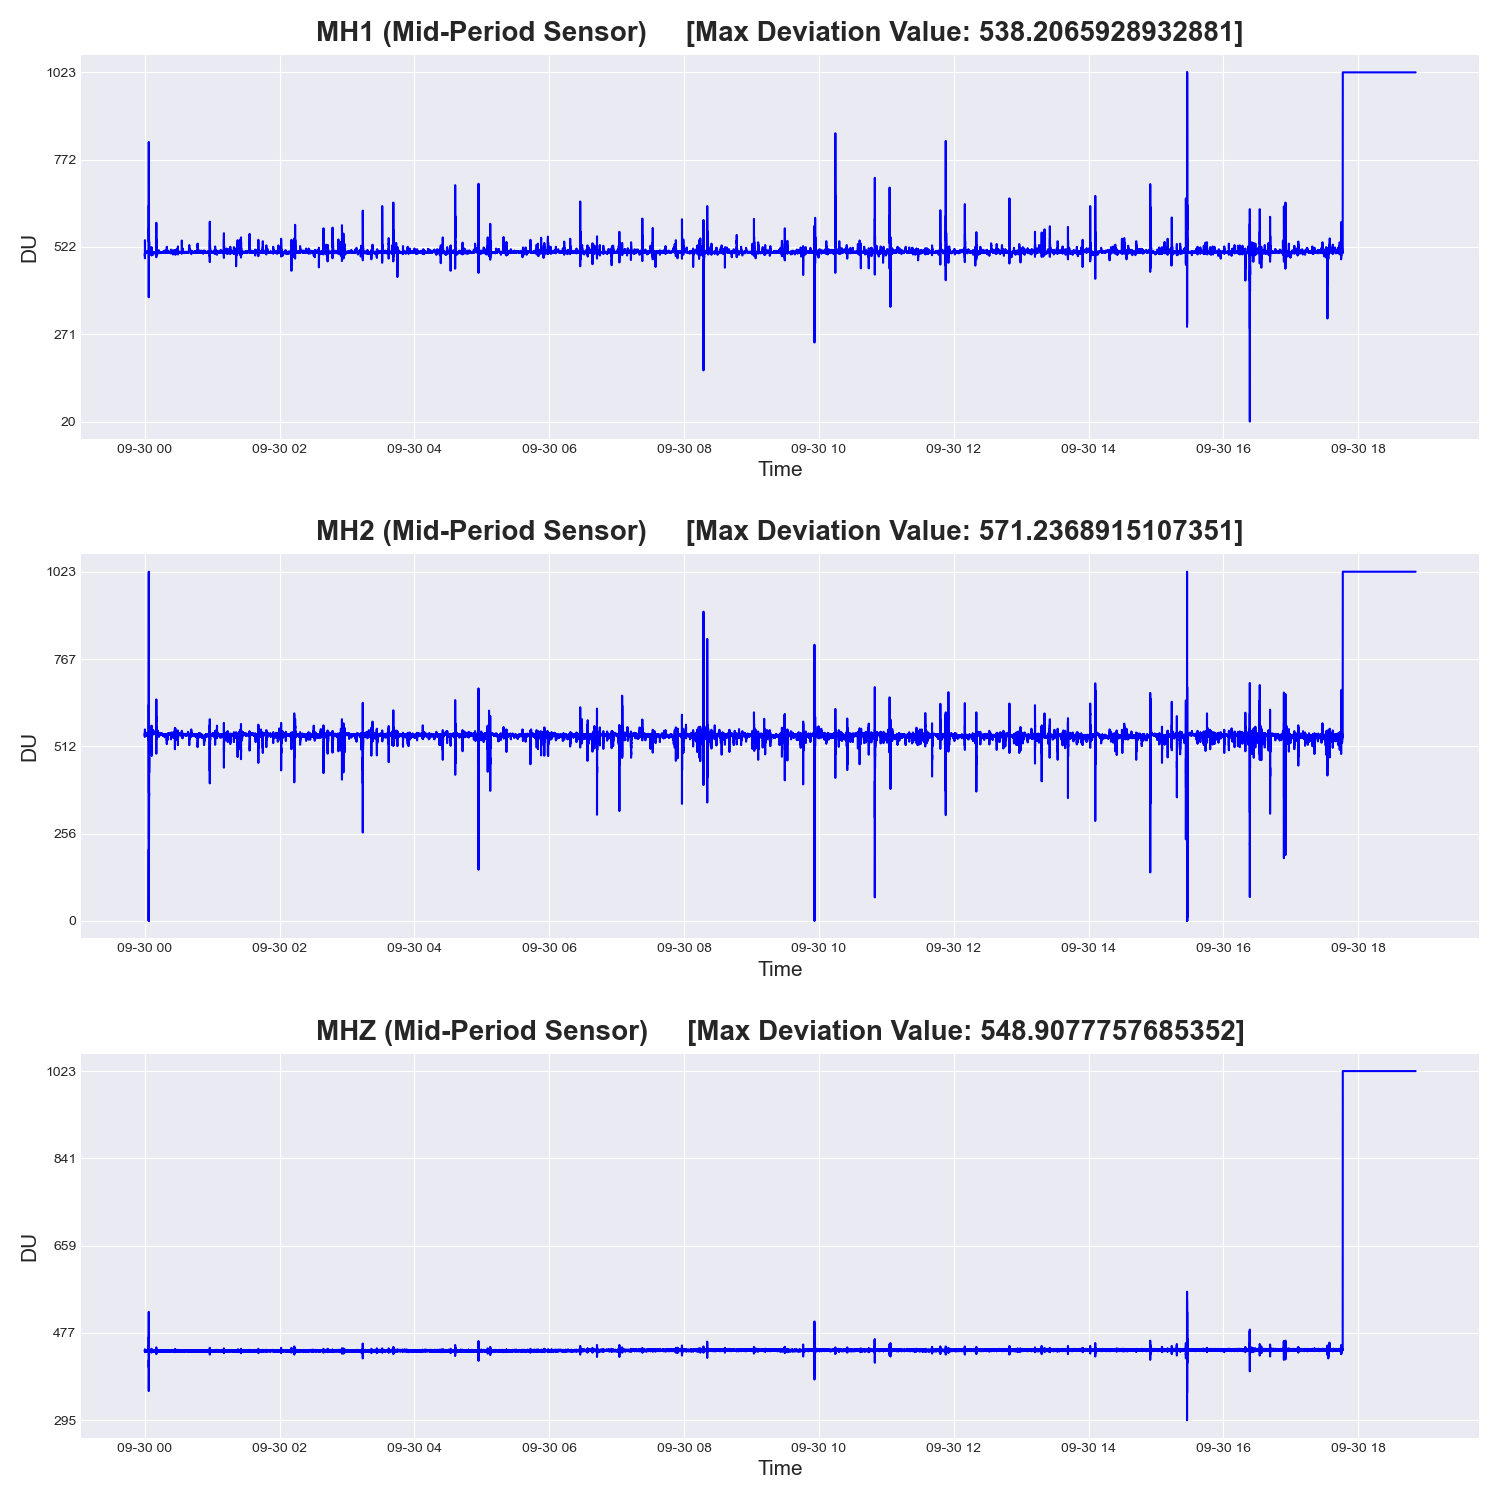 MH1 (Mid-Period Sensor) [Max Deviation Value: 538.2065928932881]
1023
772
522
271
20
DU
09-30 00 09-30 02 09-30 04 09-30 06 09-30 08 09-30 10 09-30 12 09-30 14 09-30 16 09-30 18
Time
MH2 (Mid-Period Sensor) [Max Deviation Value: 571.2368915107351]
1023
767
512
256
0
DU
09-30 00 09-30 02 09-30 04 09-30 06 09-30 08 09-30 10 09-30 12 09-30 14 09-30 16 09-30 18
Time
MHZ (Mid-Period Sensor) [Max Deviation Value: 548.9077757685352]
1023
841
659
477
295
DU
09-30 00 09-30 02 09-30 04 09-30 06 09-30 08 09-30 10 09-30 12 09-30 14 09-30 16 09-30 18
Time